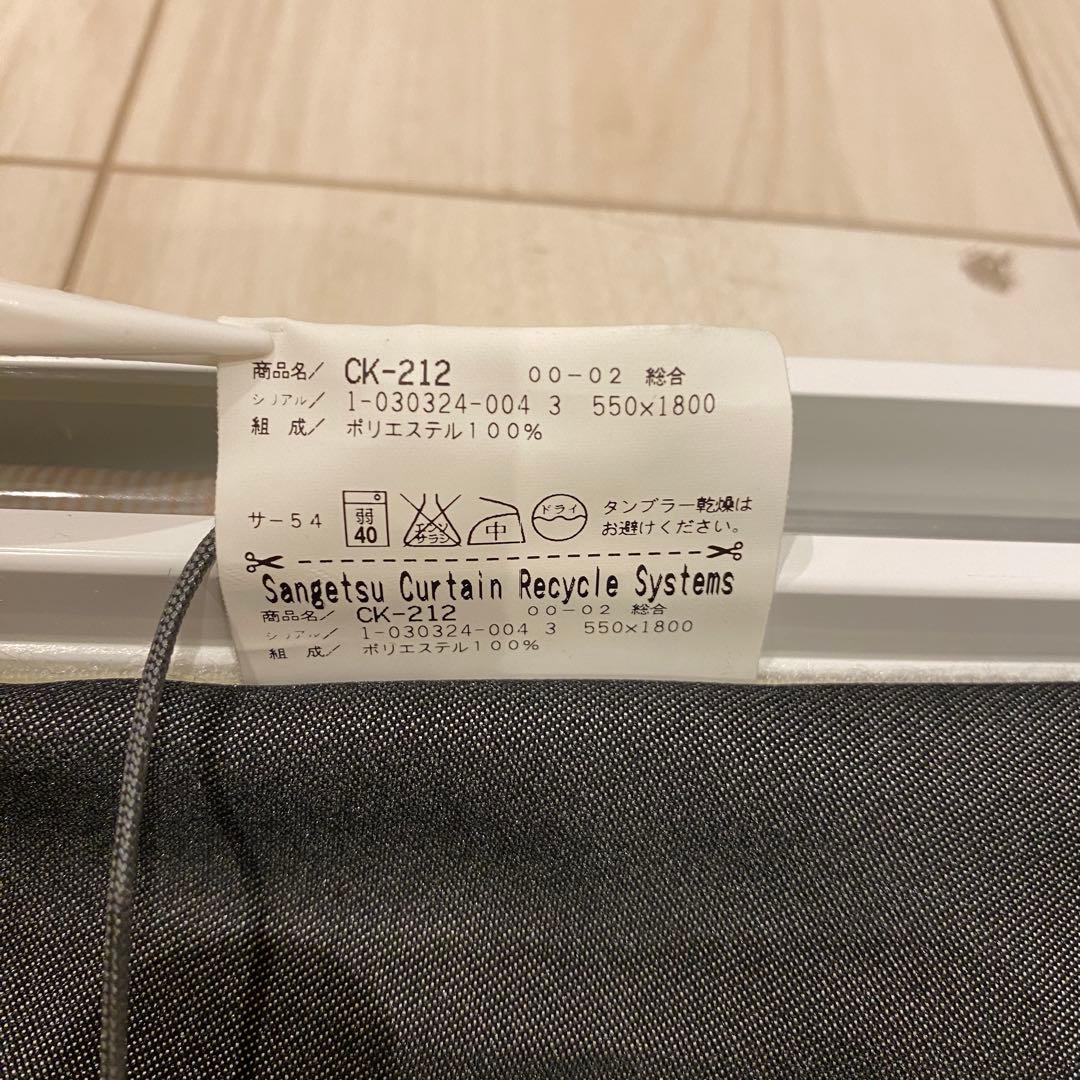 商品名/ CK-212 00-02 総合
シリアル/ 1-030324-004 3 550×1800
組 成/ ポリエステル100%
サ-54 弱 40 エンソ サラシ 中 ドライ タンブラー乾燥は
お避けください。
Sangetsu Curtain Recycle Systems
商品名/ CK-212 00-02 総合
シリアル/ 1-030324-004 3 550×1800
組 成/ ポリエステル100%